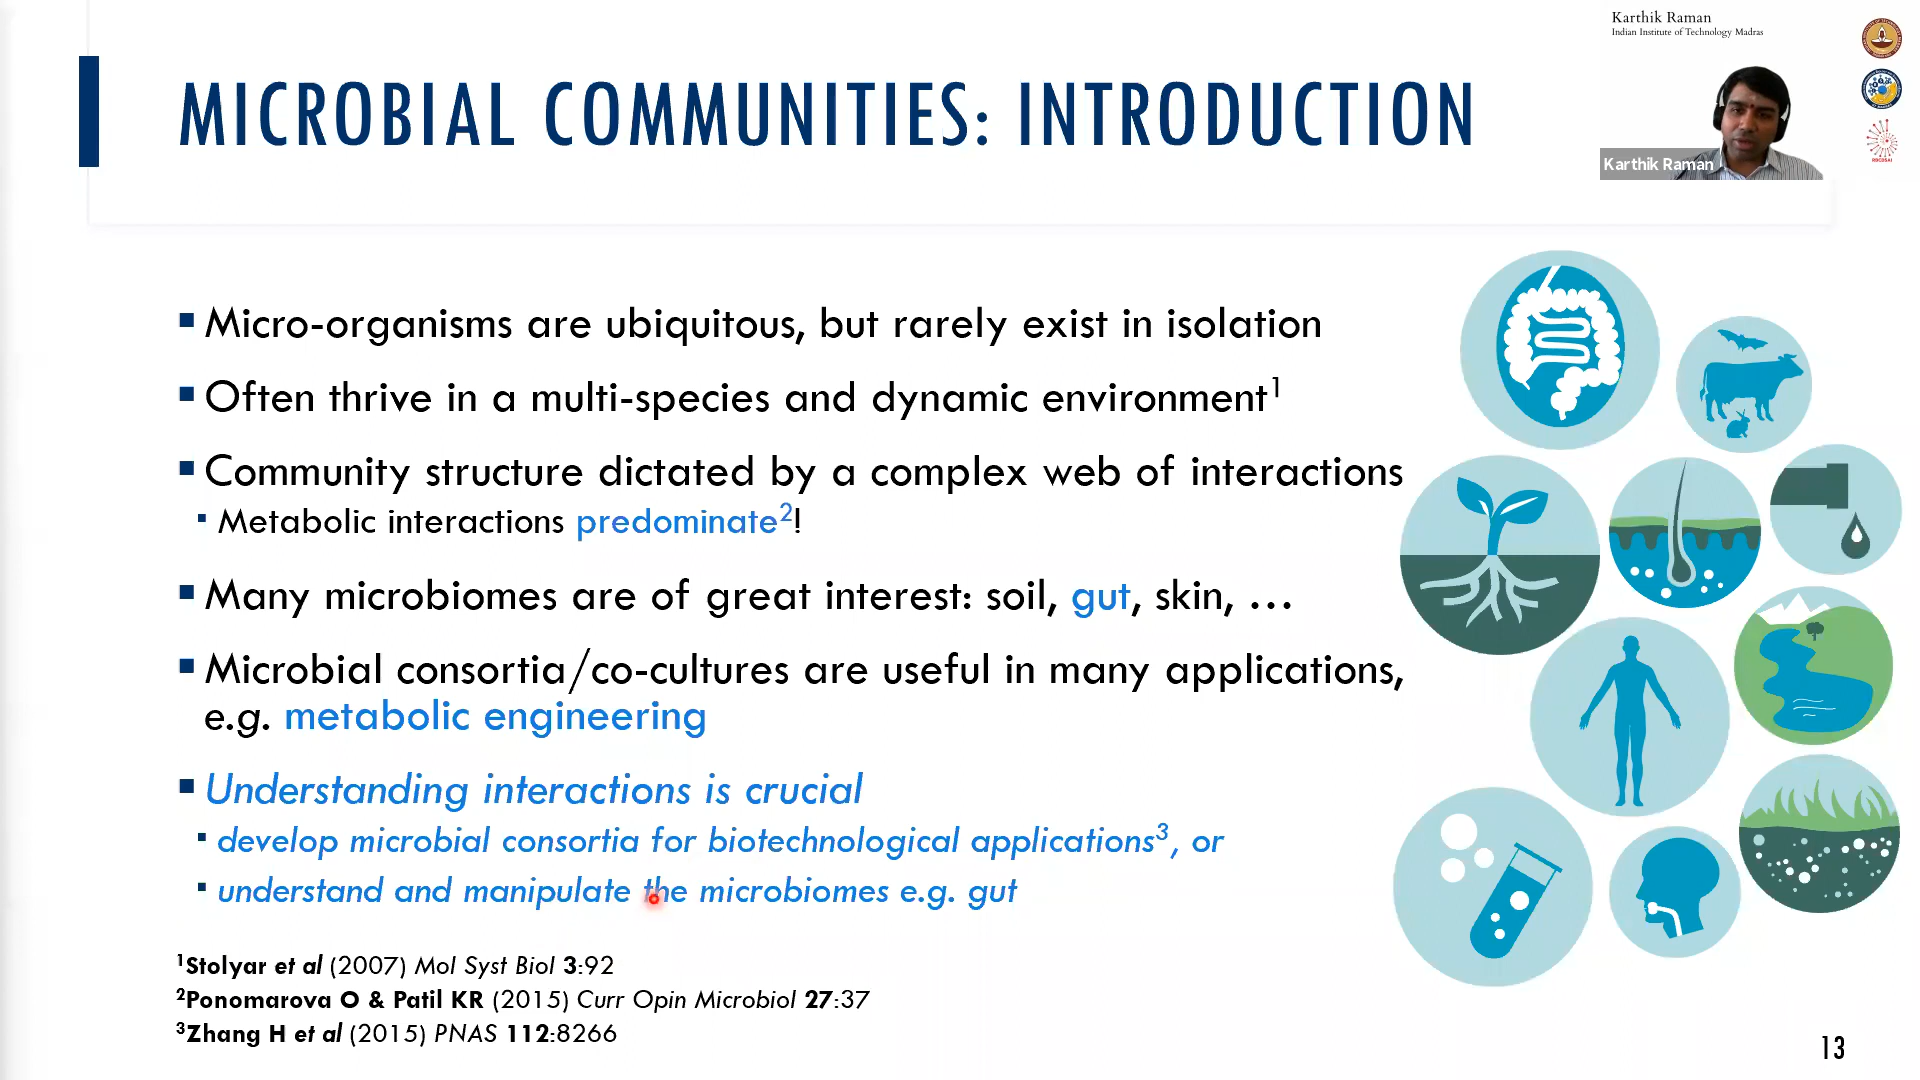 Karthik Raman
Indian Institute of Technology Madras
MICROBIAL COMMUNITIES: INTRODUCTION
Karthik Raman
RBCDSAI
▪ Micro-organisms are ubiquitous, but rarely exist in isolation
▪ Often thrive in a multi-species and dynamic environment¹
▪ Community structure dictated by a complex web of interactions
▪ Metabolic interactions predominate²!
▪ Many microbiomes are of great interest: soil, gut, skin, …
▪ Microbial consortia/co-cultures are useful in many applications,
e.g. metabolic engineering
▪ Understanding interactions is crucial
▪ develop microbial consortia for biotechnological applications³, or
▪ understand and manipulate the microbiomes e.g. gut
¹Stolyar et al (2007) Mol Syst Biol 3:92
²Ponomarova O & Patil KR (2015) Curr Opin Microbiol 27:37
³Zhang H et al (2015) PNAS 112:8266
13